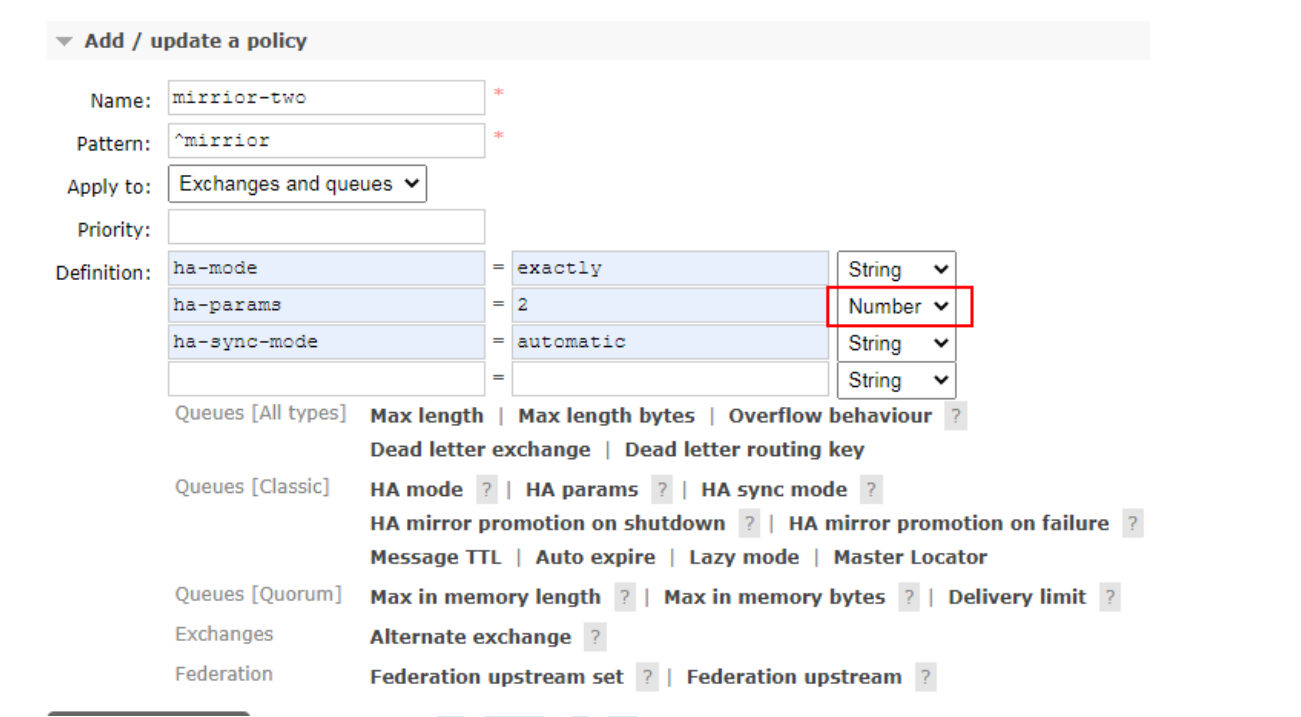 Add / update a policy
Name: mirrior-two *
Pattern: ^mirrior *
Apply to: Exchanges and queues
Priority:
Definition: ha-mode = exactly String
ha-params = 2 Number
ha-sync-mode = automatic String
= String
Queues [All types] Max length | Max length bytes | Overflow behaviour ?
Dead letter exchange | Dead letter routing key
Queues [Classic] HA mode ? | HA params ? | HA sync mode ?
HA mirror promotion on shutdown ? | HA mirror promotion on failure ?
Message TTL | Auto expire | Lazy mode | Master Locator
Queues [Quorum] Max in memory length ? | Max in memory bytes ? | Delivery limit ?
Exchanges Alternate exchange ?
Federation Federation upstream set ? | Federation upstream ?